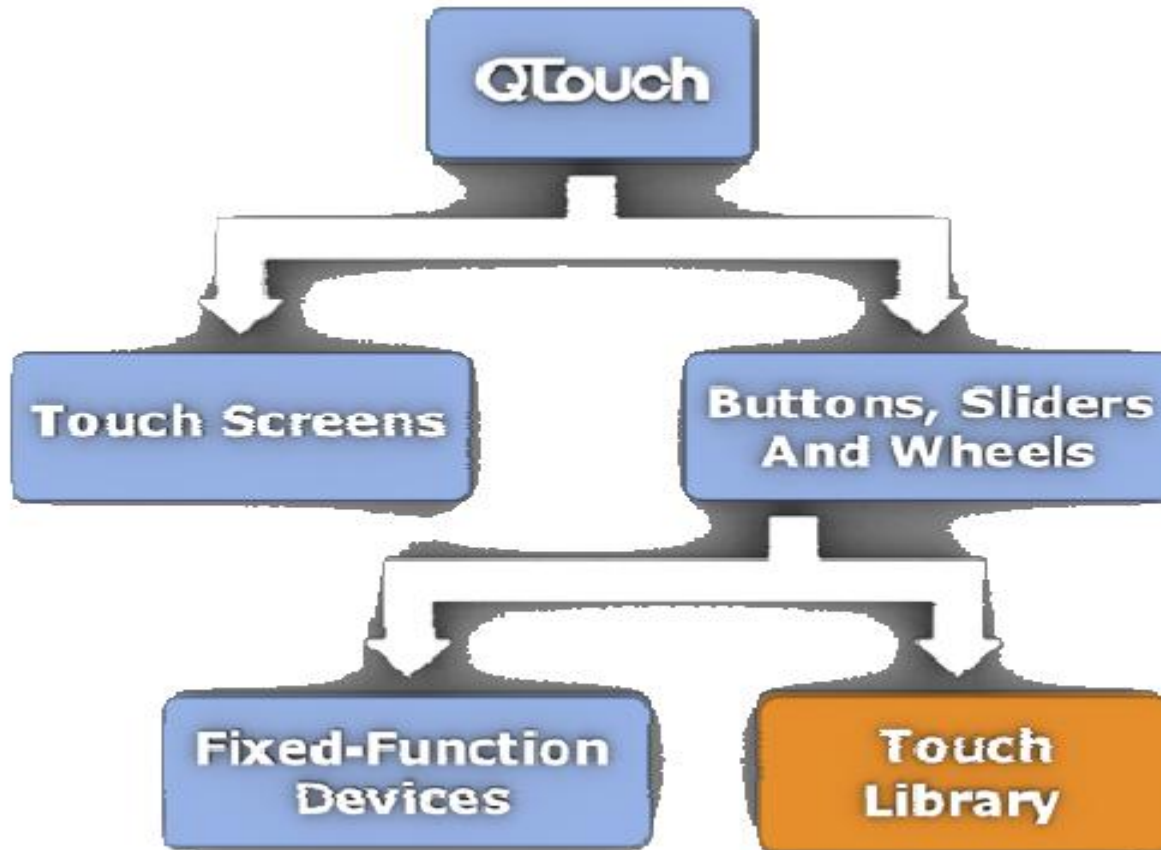 QTouch
Touch Screens
Buttons, Sliders
And Wheels
Fixed-Function
Devices
Touch
Library